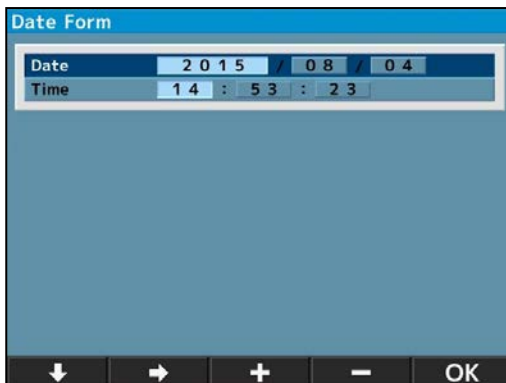 Date Form
Date 2015 / 08 / 04
Time 14 : 53 : 23
+ − OK